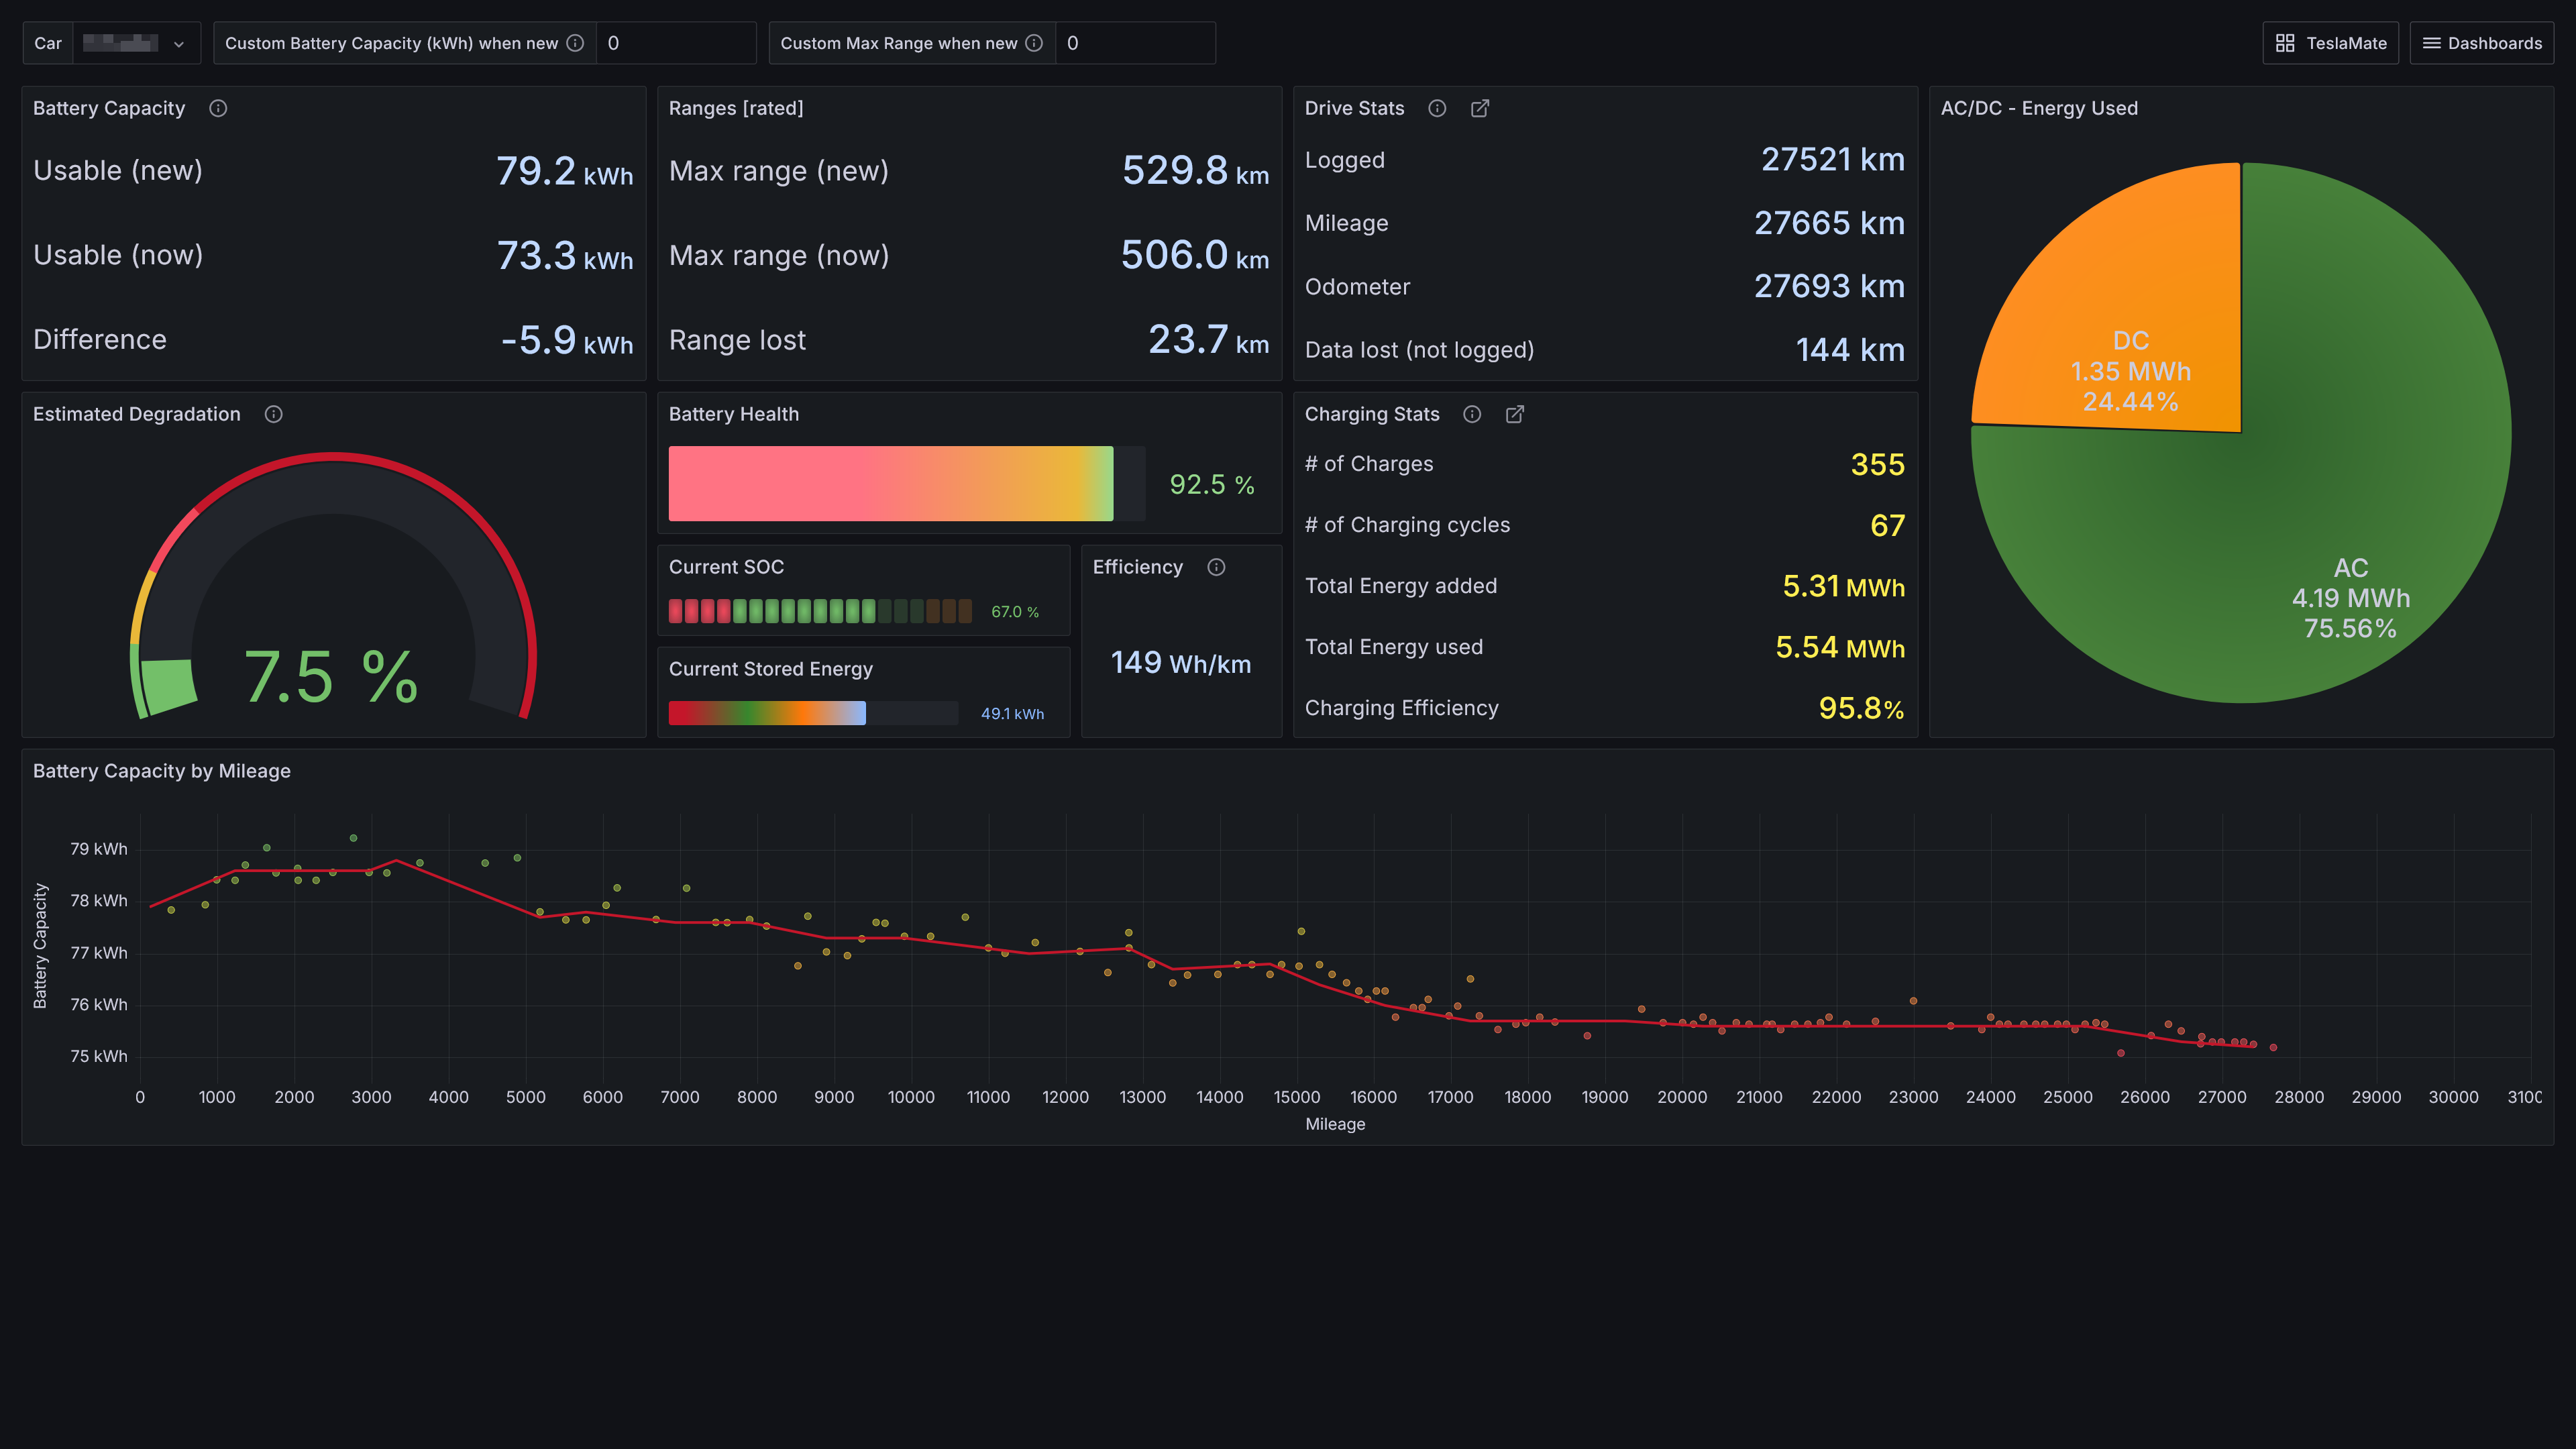 Car
Custom Battery Capacity (kWh) when new 0
Custom Max Range when new 0
TeslaMate
Dashboards
Battery Capacity
Usable (new) 79.2 kWh
Usable (now) 73.3 kWh
Difference -5.9 kWh
Ranges [rated]
Max range (new) 529.8 km
Max range (now) 506.0 km
Range lost 23.7 km
Drive Stats
Logged 27521 km
Mileage 27665 km
Odometer 27693 km
Data lost (not logged) 144 km
AC/DC - Energy Used
DC
1.35 MWh
24.44%
AC
4.19 MWh
75.56%
Estimated Degradation
7.5 %
Battery Health
92.5 %
Current SOC
67.0 %
Current Stored Energy
49.1 kWh
Efficiency
149 Wh/km
Charging Stats
# of Charges 355
# of Charging cycles 67
Total Energy added 5.31 MWh
Total Energy used 5.54 MWh
Charging Efficiency 95.8%
Battery Capacity by Mileage
Battery Capacity
79 kWh
78 kWh
77 kWh
76 kWh
75 kWh
0 1000 2000 3000 4000 5000 6000 7000 8000 9000 10000 11000 12000 13000 14000 15000 16000 17000 18000 19000 20000 21000 22000 23000 24000 25000 26000 27000 28000 29000 30000
Mileage